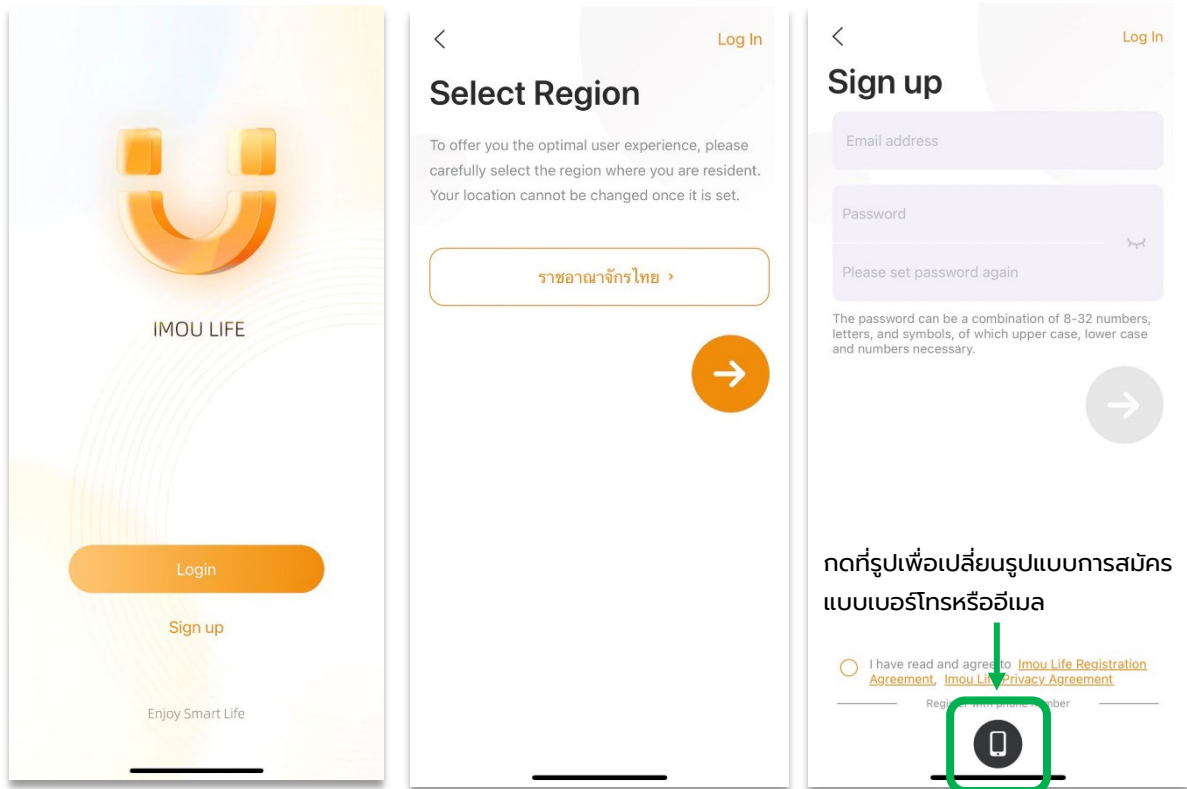 IMOU LIFE
Login
Sign up
Enjoy Smart Life
Log In
Select Region
To offer you the optimal user experience, please
carefully select the region where you are resident.
Your location cannot be changed once it is set.
ราชอาณาจักรไทย >
Log In
Sign up
Email address
Password
Please set password again
The password can be a combination of 8-32 numbers,
letters, and symbols, of which upper case, lower case
and numbers necessary.
กดที่รูปเพื่อเปลี่ยนรูปแบบการสมัคร
แบบเบอร์โทรหรืออีเมล
I have read and agree to Imou Life Registration
Agreement, Imou Life Privacy Agreement
Register with phone number